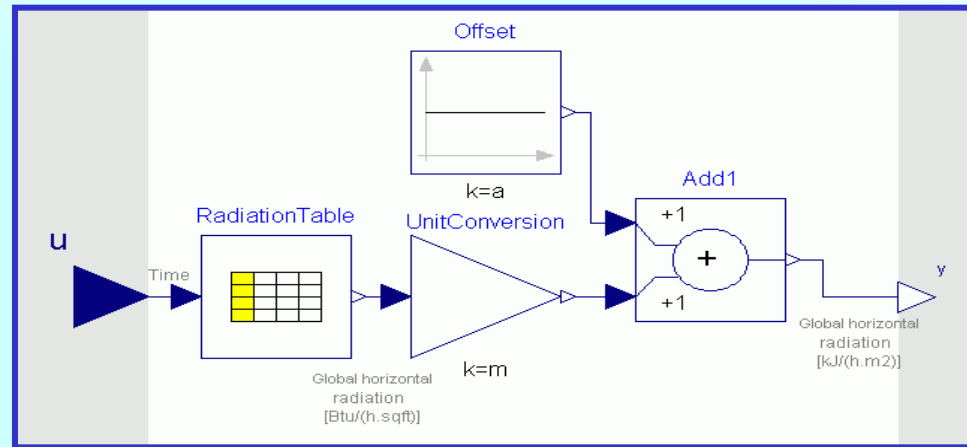 Offset
k=a
Add1
+1
+
+1
RadiationTable
UnitConversion
k=m
u
Time
Global horizontal
radiation
[Btu/(h.sqft)]
y
Global horizontal
radiation
[kJ/(h.m2)]